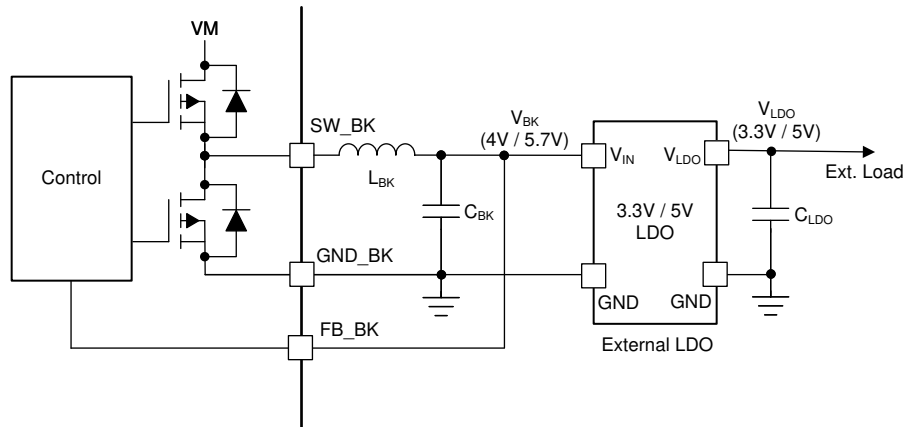 VM
Control
SW_BK
LBK
VBK
(4V / 5.7V)
CBK
GND_BK
FB_BK
VIN
VLDO
3.3V / 5V
LDO
GND
GND
External LDO
VLDO
(3.3V / 5V)
Ext. Load
CLDO